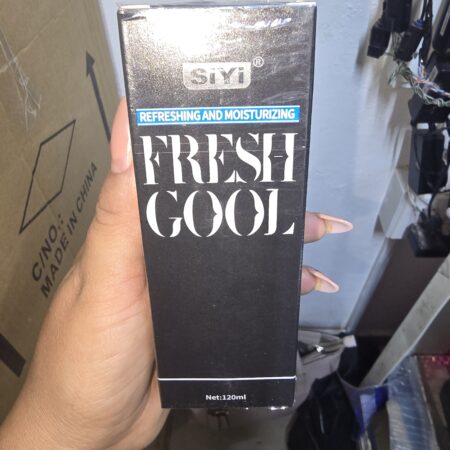 SiYi®
REFRESHING AND MOISTURIZING
FRESH
GOOL
Net:120ml
C/NO.:
MADE IN CHINA